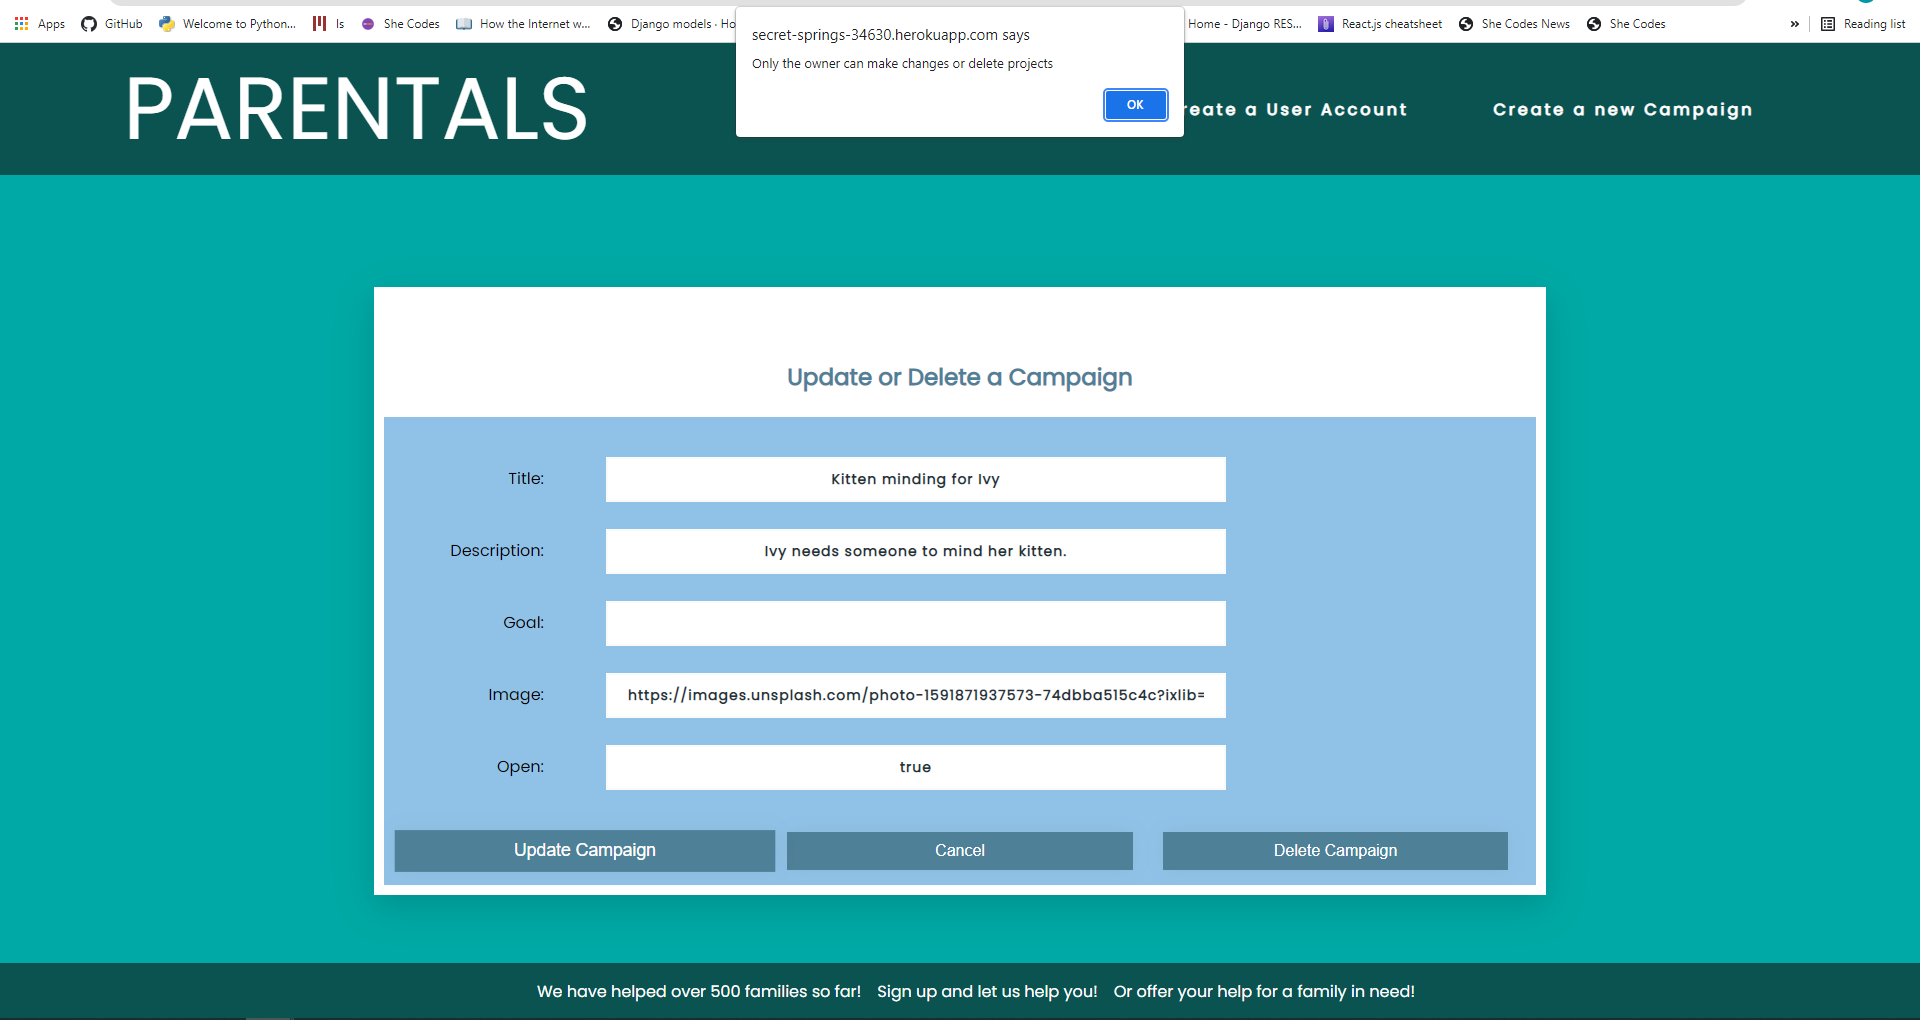 Apps GitHub Welcome to Python... Is She Codes How the Internet w... Django models · Ho Home - Django RES... React.js cheatsheet She Codes News She Codes » Reading list
secret-springs-34630.herokuapp.com says
Only the owner can make changes or delete projects
OK
PARENTALS reate a User Account Create a new Campaign
Update or Delete a Campaign
Title: Kitten minding for Ivy
Description: Ivy needs someone to mind her kitten.
Goal:
Image: https://images.unsplash.com/photo-1591871937573-74dbba515c4c?ixlib=
Open: true
Update Campaign Cancel Delete Campaign
We have helped over 500 families so far! Sign up and let us help you! Or offer your help for a family in need!